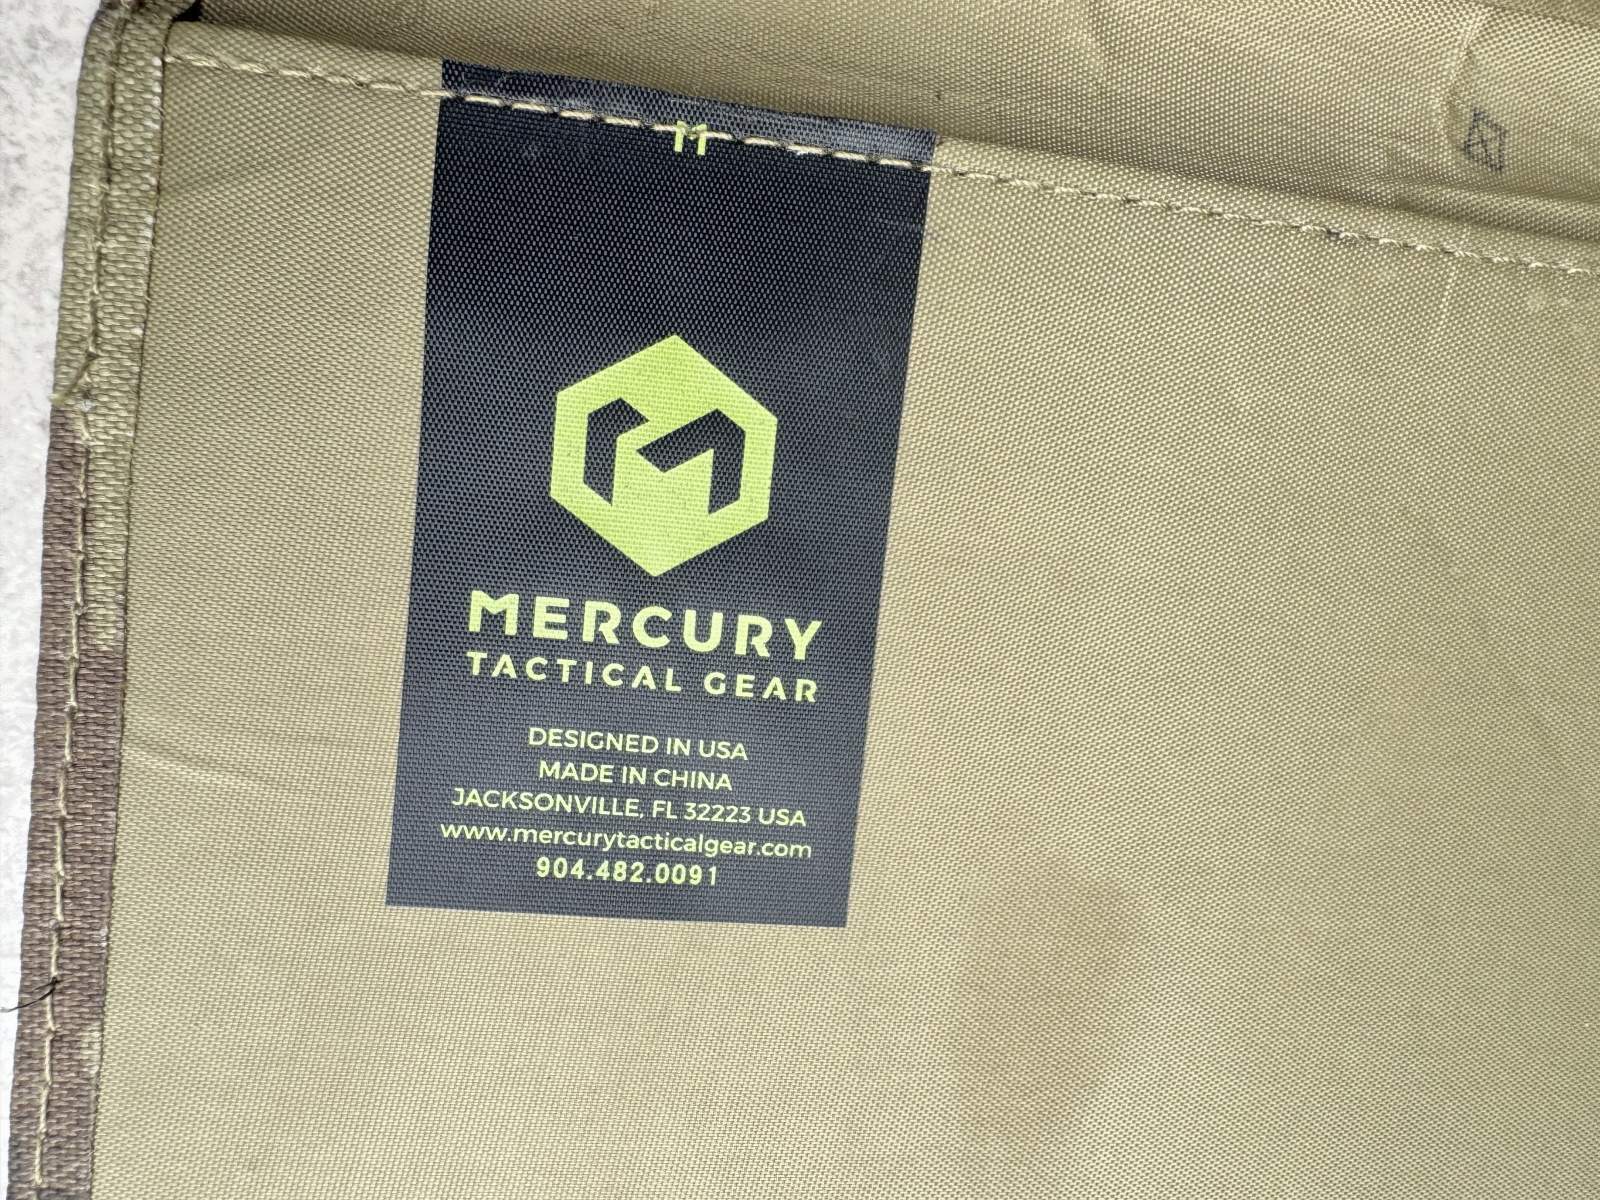 MERCURY
TACTICAL GEAR
DESIGNED IN USA
MADE IN CHINA
JACKSONVILLE, FL 32223 USA
www.mercurytacticalgear.com
904.482.0091